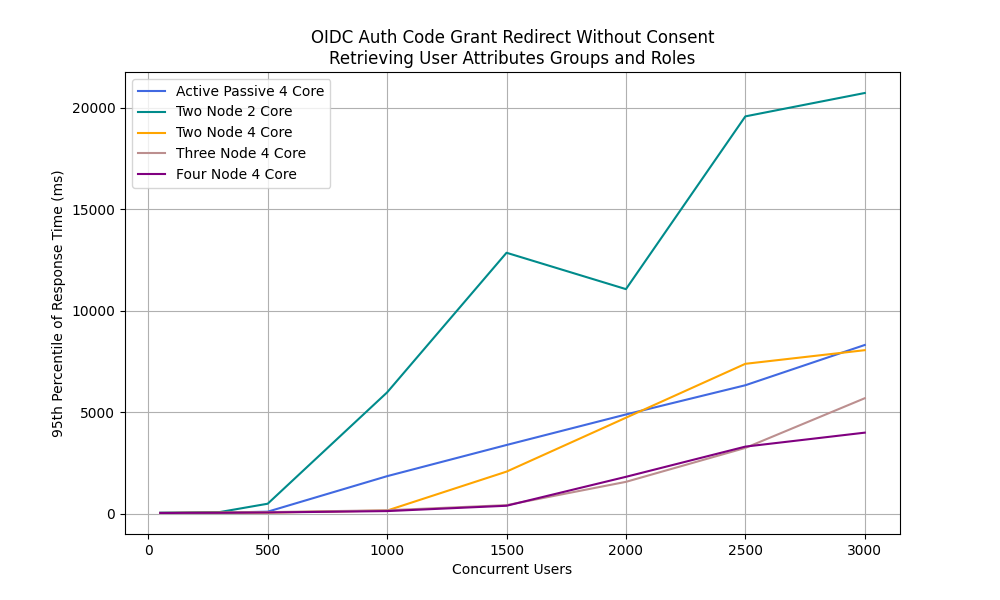 OIDC Auth Code Grant Redirect Without Consent
Retrieving User Attributes Groups and Roles
Active Passive 4 Core
Two Node 2 Core
Two Node 4 Core
Three Node 4 Core
Four Node 4 Core
95th Percentile of Response Time (ms)
20000
15000
10000
5000
0
0 500 1000 1500 2000 2500 3000
Concurrent Users